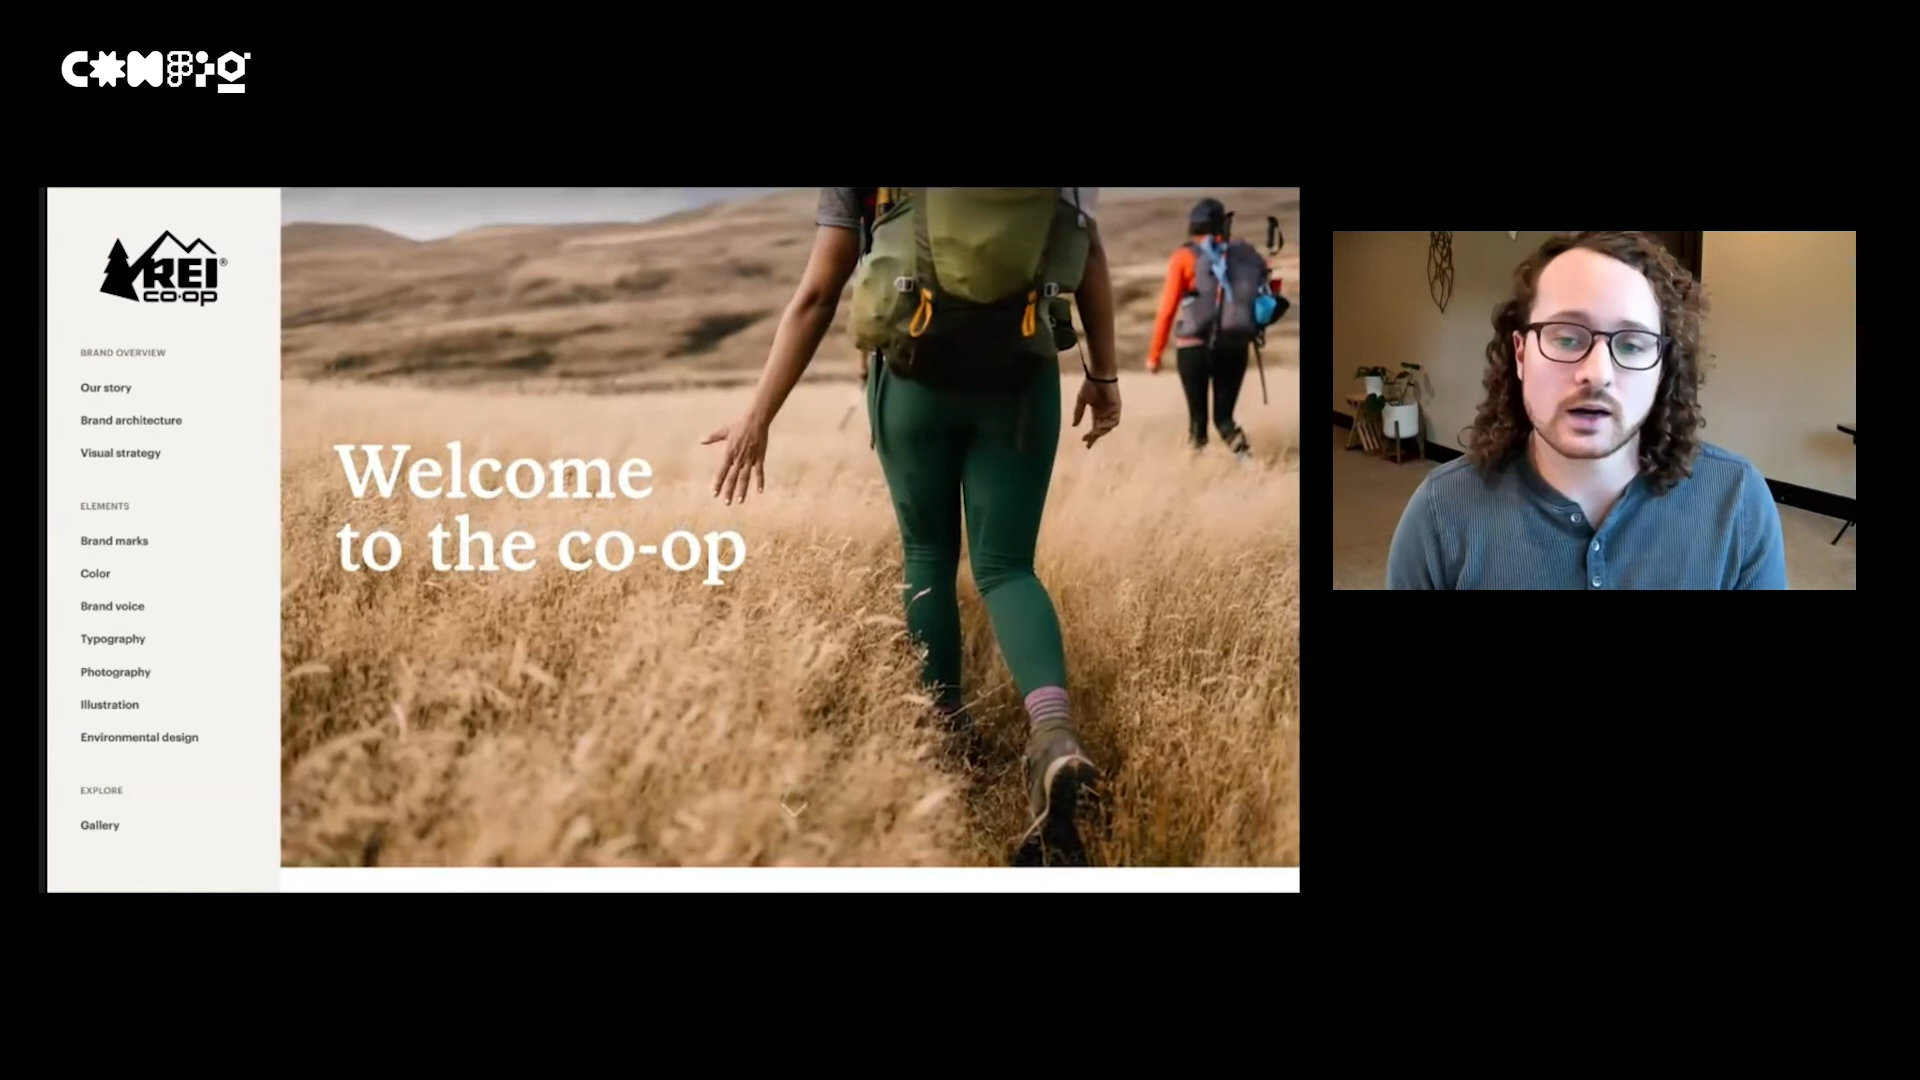 CONFIG
REI®
co·op
BRAND OVERVIEW
Our story
Brand architecture
Visual strategy
ELEMENTS
Brand marks
Color
Brand voice
Typography
Photography
Illustration
Environmental design
EXPLORE
Gallery
Welcome
to the co-op